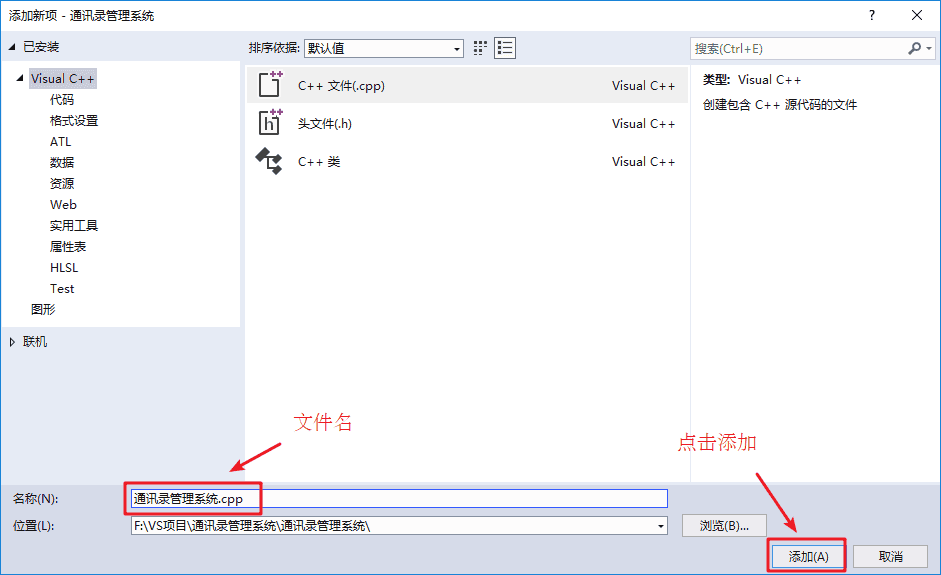 添加新项 - 通讯录管理系统
?
已安装
排序依据: 默认值
搜索(Ctrl+E)
Visual C++
代码
格式设置
ATL
数据
资源
Web
实用工具
属性表
HLSL
Test
图形
联机
C++ 文件(.cpp) Visual C++
头文件(.h) Visual C++
C++ 类 Visual C++
类型: Visual C++
创建包含 C++ 源代码的文件
文件名
点击添加
名称(N): 通讯录管理系统.cpp
位置(L): F:\VS项目\通讯录管理系统\通讯录管理系统\ 浏览(B)...
添加(A) 取消